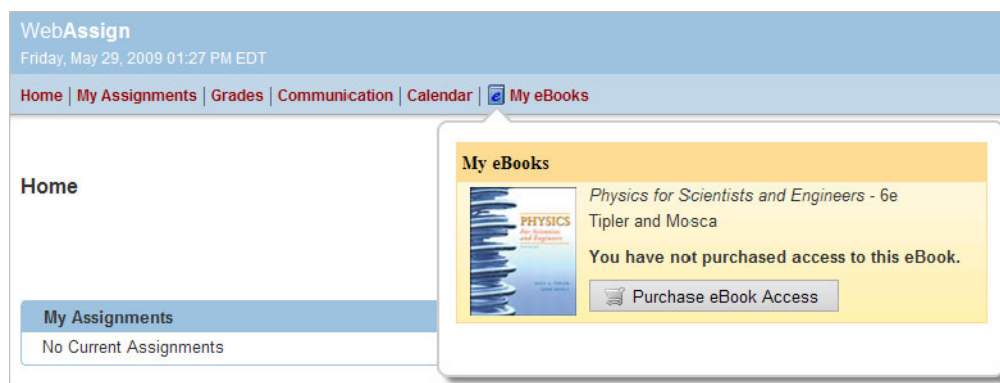 WebAssign
Friday, May 29, 2009 01:27 PM EDT
Home | My Assignments | Grades | Communication | Calendar | My eBooks
Home
My Assignments
No Current Assignments
My eBooks
PHYSICS
For Scientists
and Engineers
Physics for Scientists and Engineers - 6e
Tipler and Mosca
You have not purchased access to this eBook.
Purchase eBook Access